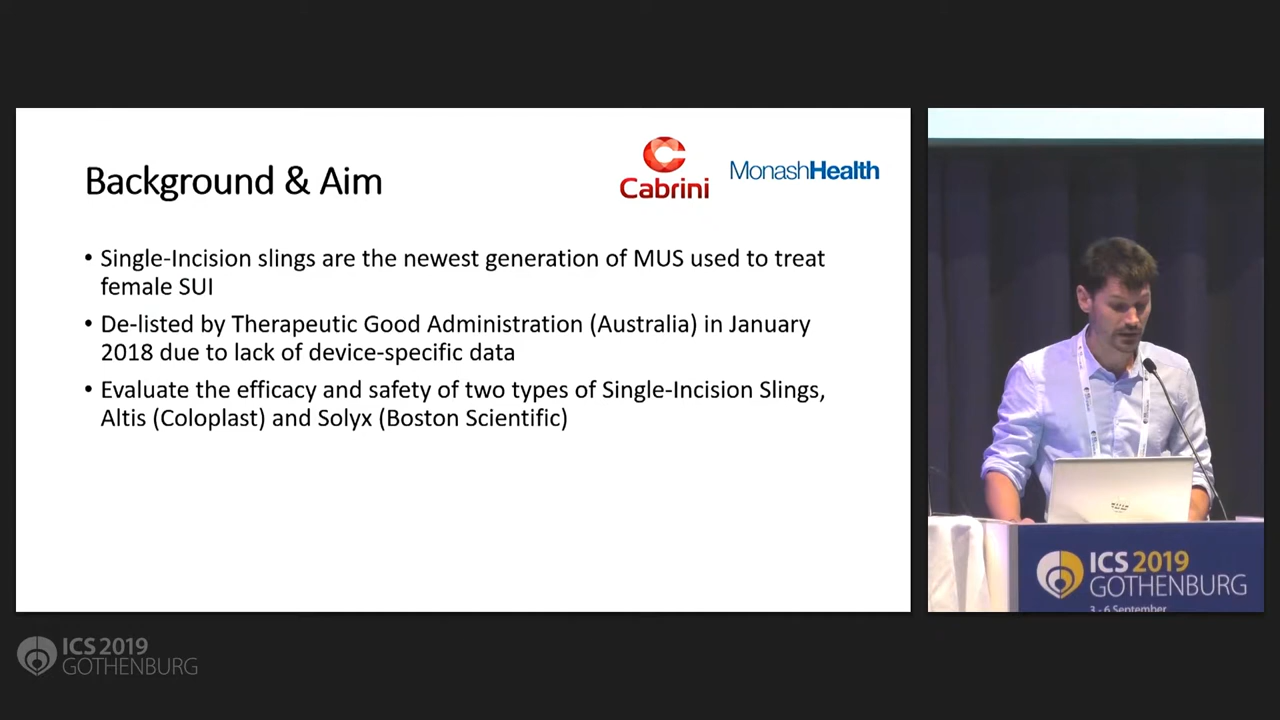 Background & Aim
Cabrini
MonashHealth
• Single-Incision slings are the newest generation of MUS used to treat
female SUI
• De-listed by Therapeutic Good Administration (Australia) in January
2018 due to lack of device-specific data
• Evaluate the efficacy and safety of two types of Single-Incision Slings,
Altis (Coloplast) and Solyx (Boston Scientific)
ICS 2019
GOTHENBURG
3 - 6 September
ICS 2019
GOTHENBURG